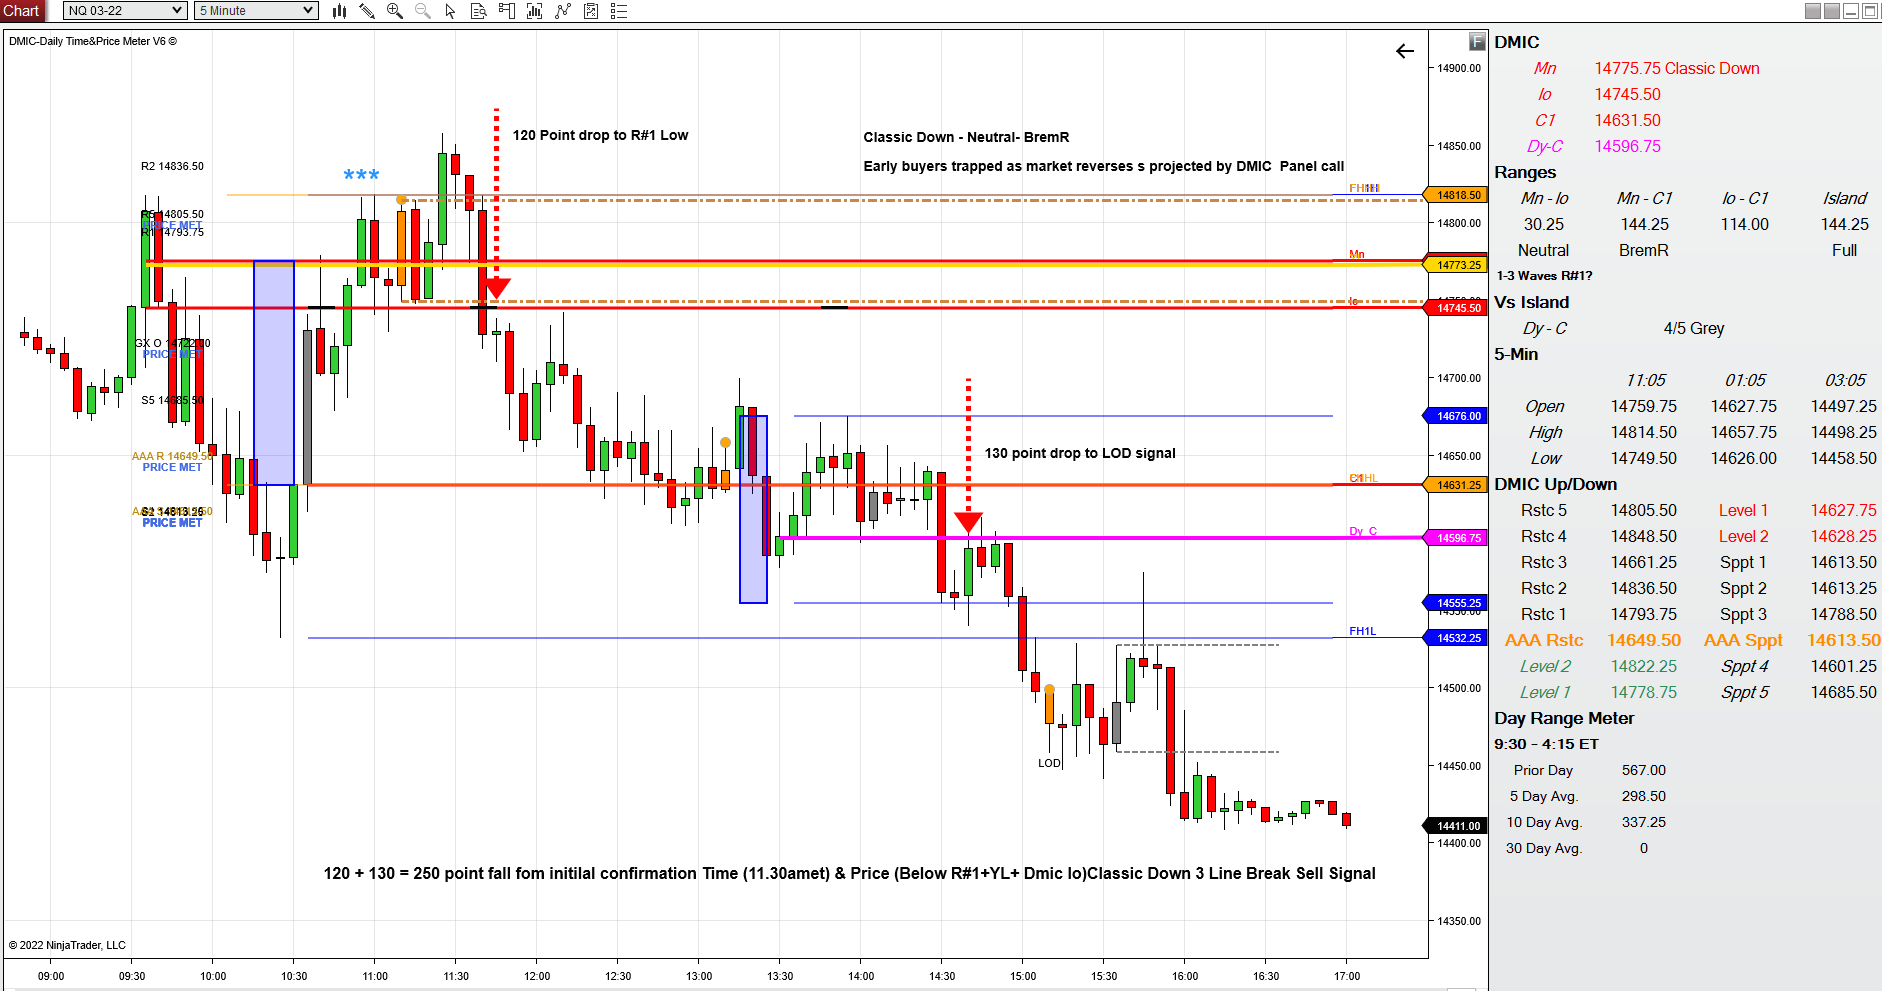 Chart
NQ 03-22
5 Minute
DMIC-Daily Time&Price Meter V6 ©
F
120 Point drop to R#1 Low
Classic Down - Neutral- BremR
Early buyers trapped as market reverses s projected by DMIC  Panel call
***
R2 14836.50
14805.50
PRICE MET
R1 14793.75
GX O 14722.00
PRICE MET
S5 14685.50
AAA R 14649.50
PRICE MET
PRICE MET
130 point drop to LOD signal
Mn
Io
Dy_C
FH1L
LOD
120 + 130 = 250 point fall fom initilal confirmation Time (11.30amet) & Price (Below R#1+YL+ Dmic Io)Classic Down 3 Line Break Sell Signal
© 2022 NinjaTrader, LLC
14900.00
14850.00
14818.50
14800.00
14773.25
14745.50
14700.00
14676.00
14650.00
14631.25
14596.75
14555.25
14532.25
14500.00
14450.00
14411.00
14400.00
14350.00
09:00 09:30 10:00 10:30 11:00 11:30 12:00 12:30 13:00 13:30 14:00 14:30 15:00 15:30 16:00 16:30 17:00
DMIC
Mn 14775.75 Classic Down
Io 14745.50
C1 14631.50
Dy-C 14596.75
Ranges
Mn - Io Mn - C1 Io - C1 Island
30.25 144.25 114.00 144.25
Neutral BremR Full
1-3 Waves R#1?
Vs Island
Dy - C 4/5 Grey
5-Min
11:05 01:05 03:05
Open 14759.75 14627.75 14497.25
High 14814.50 14657.75 14498.25
Low 14749.50 14626.00 14458.50
DMIC Up/Down
Rstc 5 14805.50 Level 1 14627.75
Rstc 4 14848.50 Level 2 14628.25
Rstc 3 14661.25 Sppt 1 14613.50
Rstc 2 14836.50 Sppt 2 14613.25
Rstc 1 14793.75 Sppt 3 14788.50
AAA Rstc 14649.50 AAA Sppt 14613.50
Level 2 14822.25 Sppt 4 14601.25
Level 1 14778.75 Sppt 5 14685.50
Day Range Meter
9:30 - 4:15 ET
Prior Day 567.00
5 Day Avg. 298.50
10 Day Avg. 337.25
30 Day Avg. 0